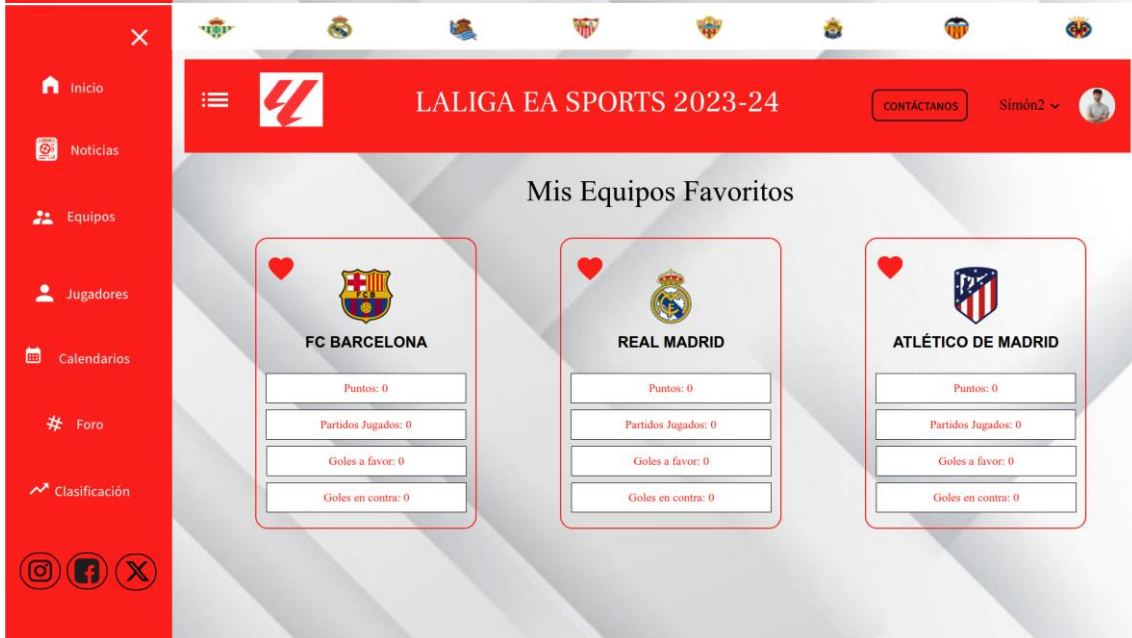 Inicio
Noticias
Equipos
Jugadores
Calendarios
Foro
Clasificación
LALIGA EA SPORTS 2023-24
CONTÁCTANOS
Simón2
Mis Equipos Favoritos
FCB
FC BARCELONA
Puntos: 0
Partidos Jugados: 0
Goles a favor: 0
Goles en contra: 0
REAL MADRID
Puntos: 0
Partidos Jugados: 0
Goles a favor: 0
Goles en contra: 0
ATLÉTICO DE MADRID
Puntos: 0
Partidos Jugados: 0
Goles a favor: 0
Goles en contra: 0